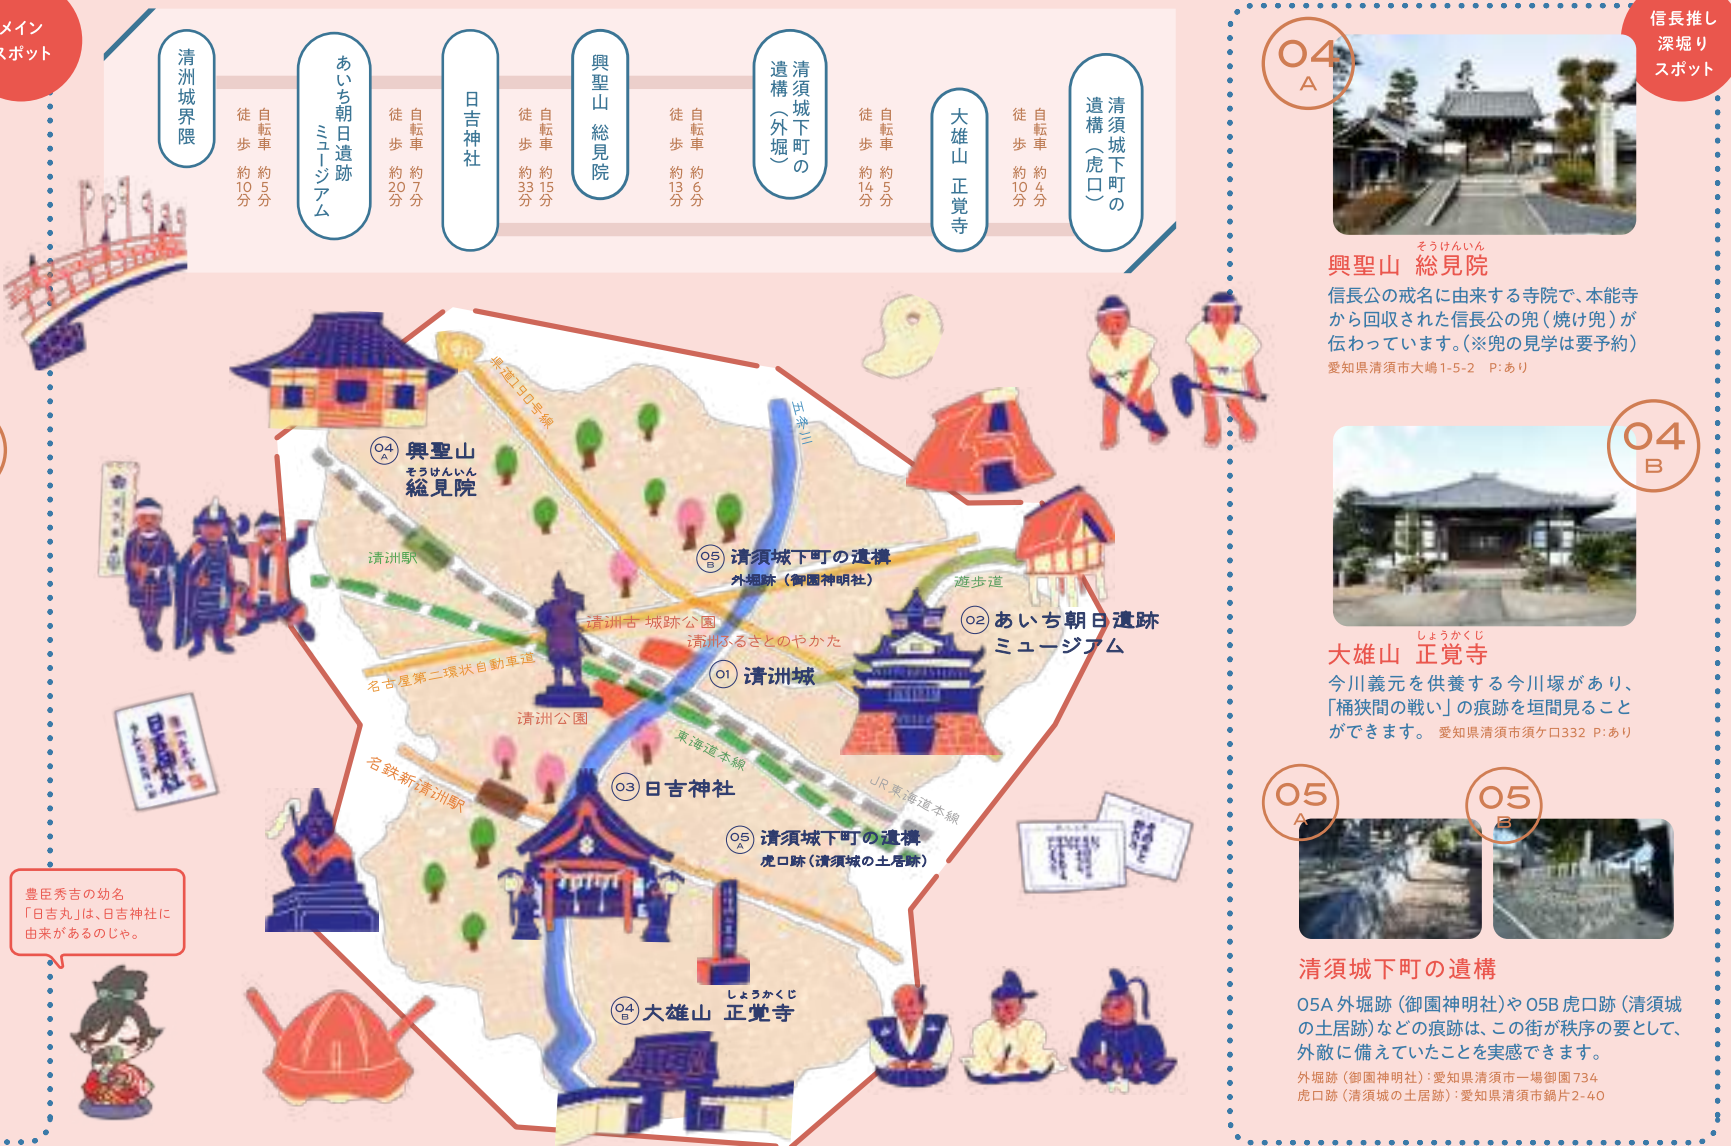 メイン
スポット
清洲城界隈
自転車 約5分
徒 歩 約10分
あいち朝日遺跡
ミュージアム
自転車 約7分
徒 歩 約20分
日吉神社
自転車 約15分
徒 歩 約33分
興聖山 総見院
自転車 約6分
徒 歩 約13分
清須城下町の
遺構（外堀）
自転車 約5分
徒 歩 約14分
大雄山 正覚寺
自転車 約4分
徒 歩 約10分
清須城下町の
遺構（虎口）
県道190号線
五条川
04
A
興聖山
そうけんいん
総見院
清洲駅
05
B
清須城下町の遺構
外堀跡（御園神明社）
遊歩道
02
あいち朝日遺跡
ミュージアム
清洲古城跡公園
清洲ふるさとのやかた
01
清洲城
名古屋第二環状自動車道
清洲公園
東海道本線
名鉄新清洲駅
JR東海道本線
03
日吉神社
05
A
清須城下町の遺構
虎口跡（清須城の土居跡）
しょうかくじ
04
B
大雄山 正覚寺
豊臣秀吉の幼名
「日吉丸」は、日吉神社に
由来があるのじゃ。
信長推し
深堀り
スポット
04
A
そうけんいん
興聖山 総見院
信長公の戒名に由来する寺院で、本能寺
から回収された信長公の兜（焼け兜）が
伝わっています。（※兜の見学は要予約）
愛知県清須市大嶋1-5-2 P:あり
04
B
しょうかくじ
大雄山 正覚寺
今川義元を供養する今川塚があり、
「桶狭間の戦い」の痕跡を垣間見ること
ができます。 愛知県清須市須ケ口332 P:あり
05
A
05
B
清須城下町の遺構
05A 外堀跡（御園神明社）や 05B 虎口跡（清須城
の土居跡）などの痕跡は、この街が秩序の要として、
外敵に備えていたことを実感できます。
外堀跡（御園神明社）：愛知県清須市一場御園734
虎口跡（清須城の土居跡）：愛知県清須市鍋片2-40